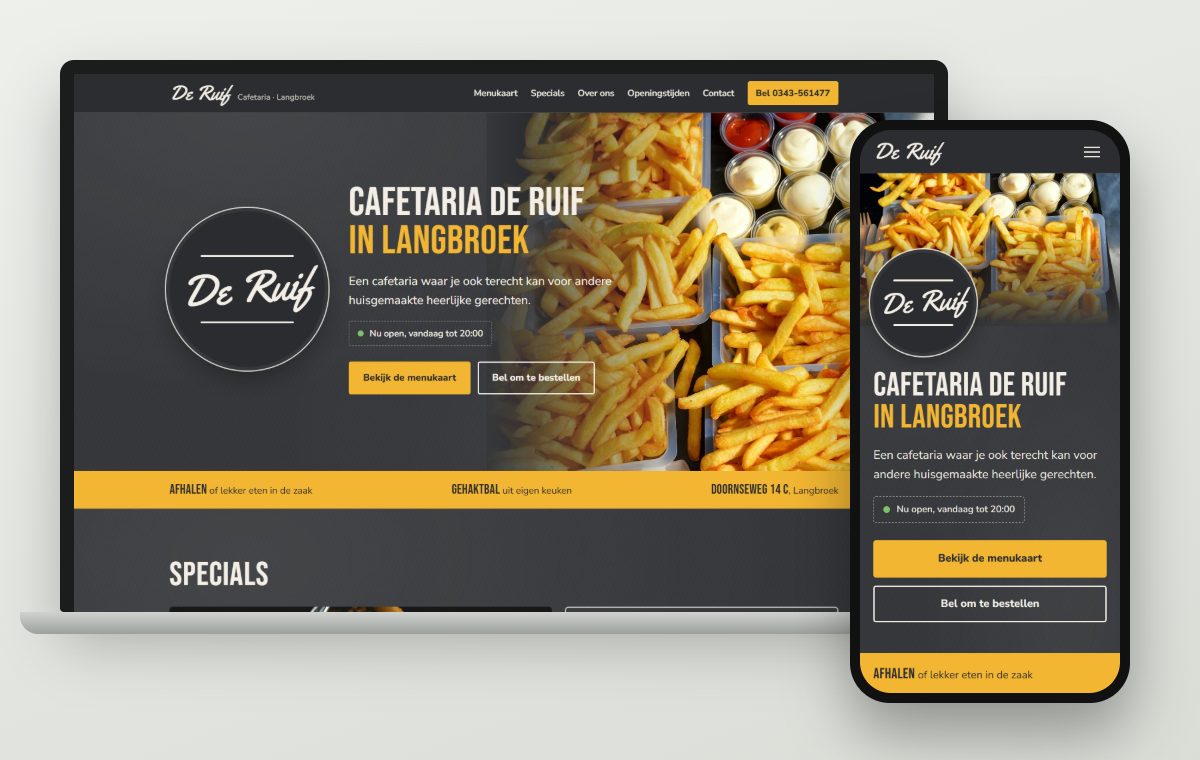 De Ruif Cafetaria · Langbroek
Menukaart Specials Over ons Openingstijden Contact Bel 0343-561477
De Ruif
CAFETARIA DE RUIF
IN LANGBROEK
Een cafetaria waar je ook terecht kan voor andere
huisgemaakte heerlijke gerechten.
Nu open, vandaag tot 20:00
Bekijk de menukaart
Bel om te bestellen
AFHALEN of lekker eten in de zaak
GEHAKTBAL uit eigen keuken
DOORNSEWEG 14 C, Langbroek
SPECIALS
De Ruif
De Ruif
CAFETARIA DE RUIF
IN LANGBROEK
Een cafetaria waar je ook terecht kan voor
andere huisgemaakte heerlijke gerechten.
Nu open, vandaag tot 20:00
Bekijk de menukaart
Bel om te bestellen
AFHALEN of lekker eten in de zaak